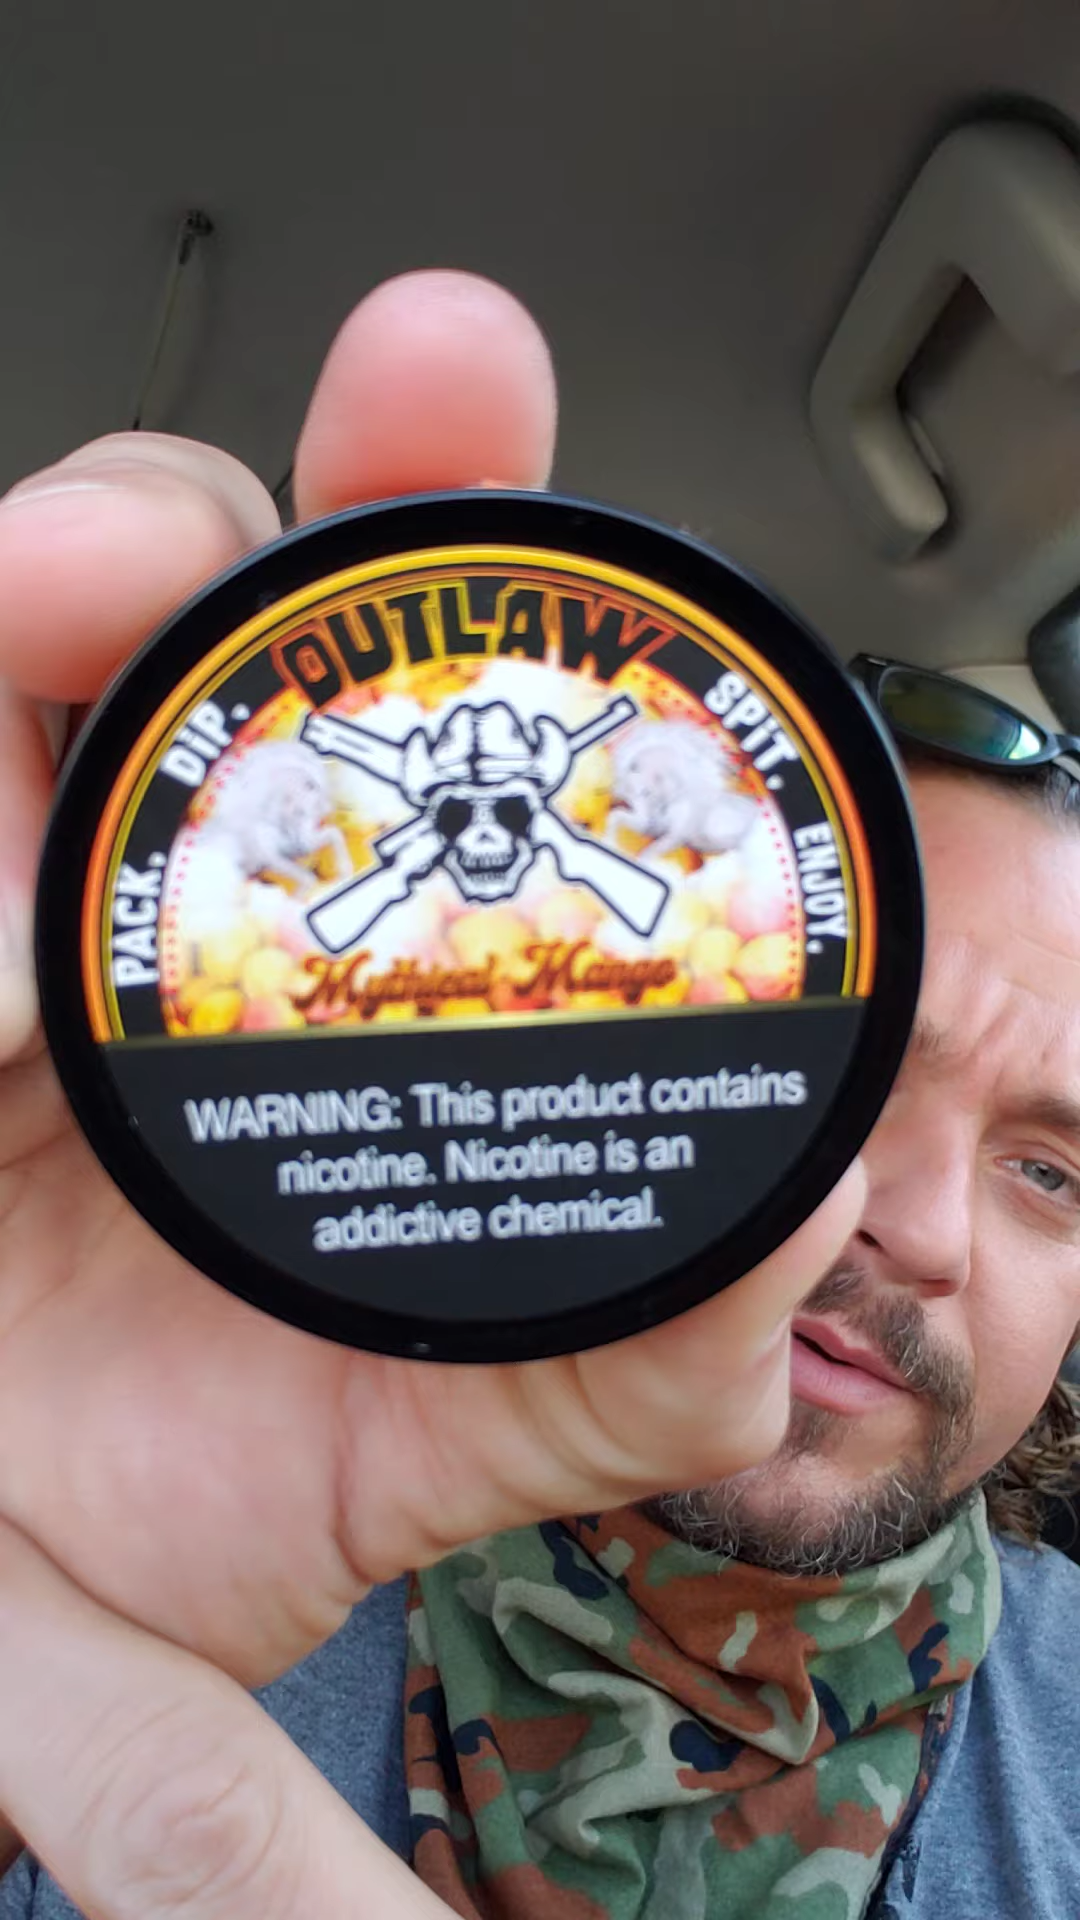 OUTLAW
PACK. DIP. SPIT. ENJOY.
Mythical Mango
WARNING: This product contains
nicotine. Nicotine is an
addictive chemical.